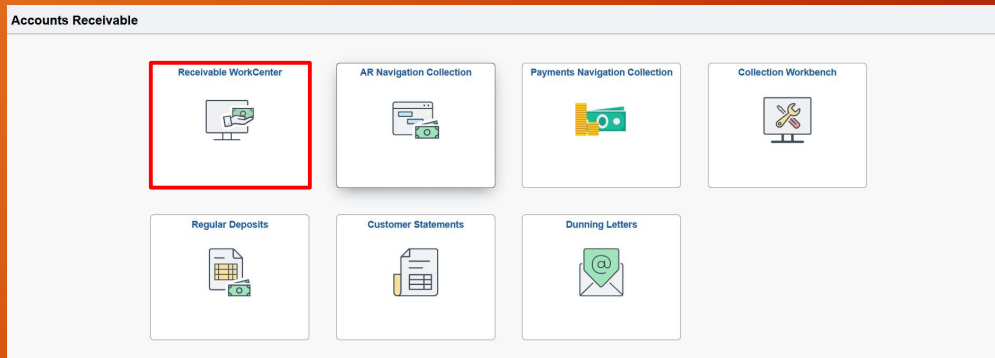 Accounts Receivable
Receivable WorkCenter
AR Navigation Collection
Payments Navigation Collection
Collection Workbench
Regular Deposits
Customer Statements
Dunning Letters
@